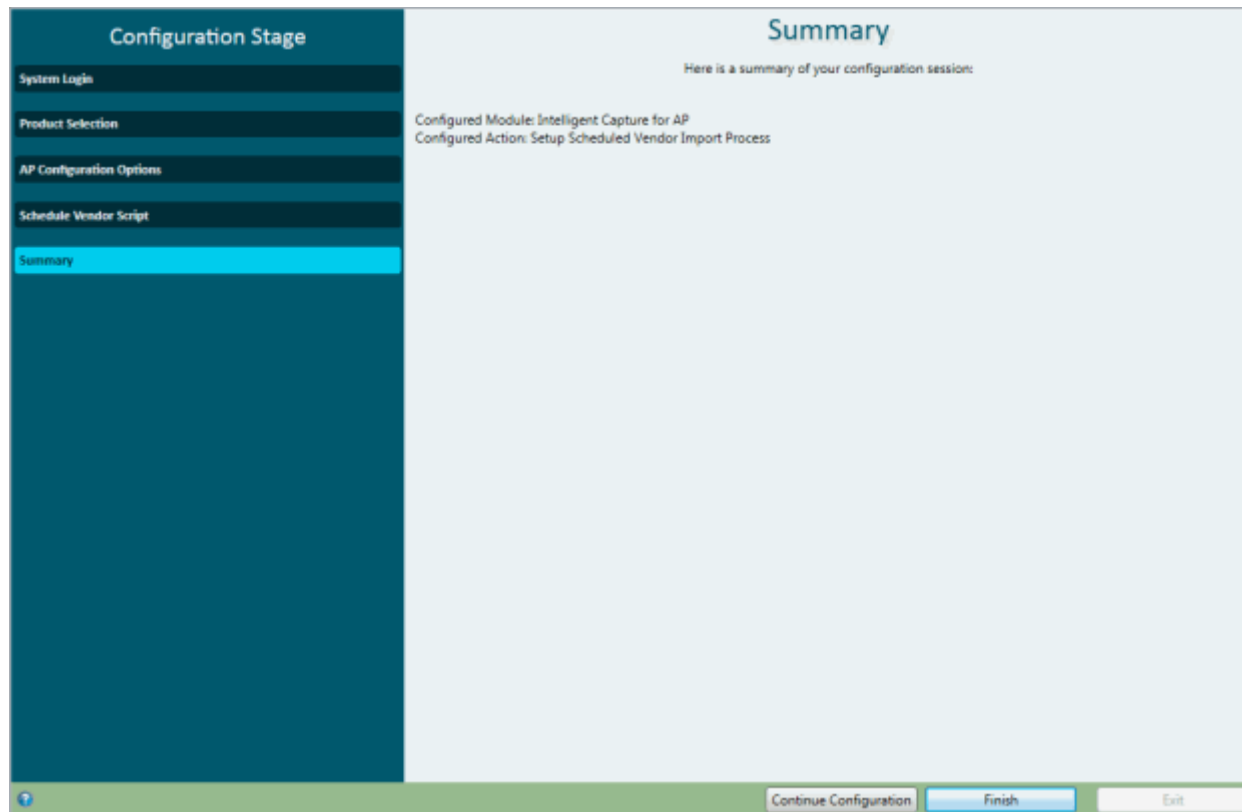 Configuration Stage
System Login
Product Selection
AP Configuration Options
Schedule Vendor Script
Summary
Summary
Here is a summary of your configuration session:
Configured Module: Intelligent Capture for AP
Configured Action: Setup Scheduled Vendor Import Process
Continue Configuration
Finish
Exit